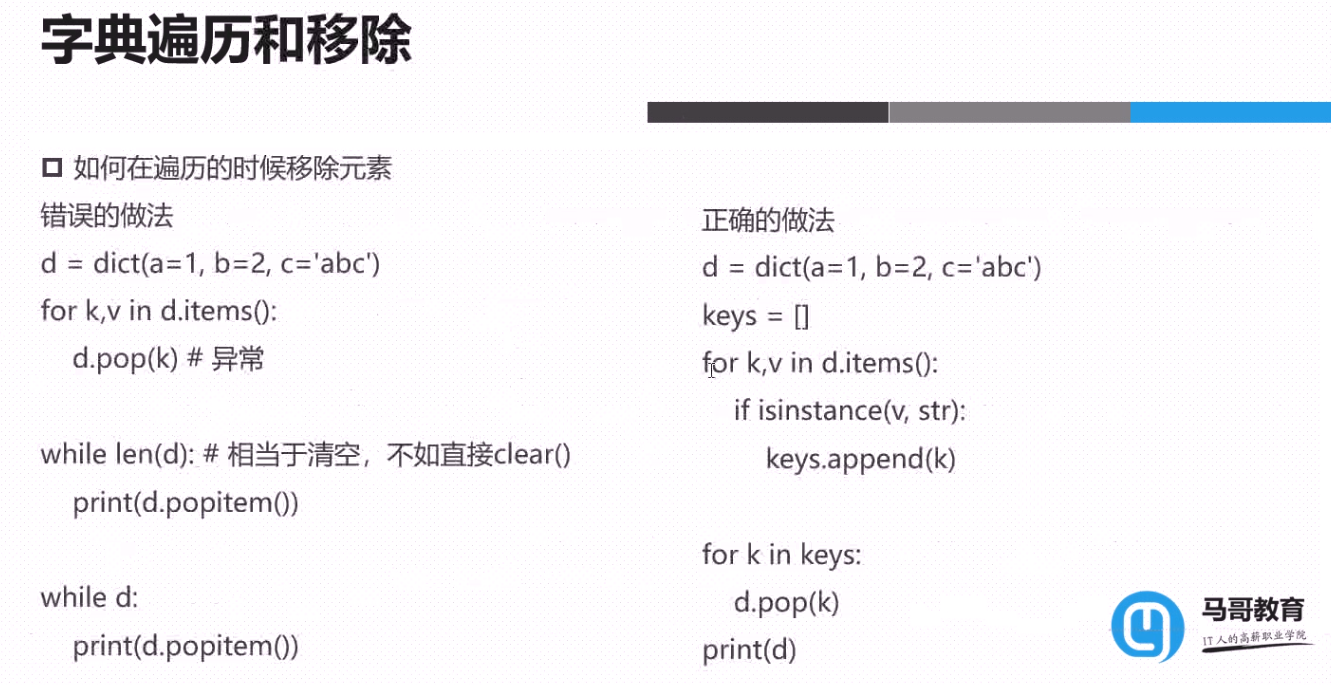 字典遍历和移除
如何在遍历的时候移除元素
错误的做法
d = dict(a=1, b=2, c='abc')
for k,v in d.items():
    d.pop(k) # 异常
while len(d): # 相当于清空，不如直接clear()
    print(d.popitem())
while d:
    print(d.popitem())
正确的做法
d = dict(a=1, b=2, c='abc')
keys = []
for k,v in d.items():
    if isinstance(v, str):
        keys.append(k)
for k in keys:
    d.pop(k)
print(d)
马哥教育
IT人的高薪职业学院